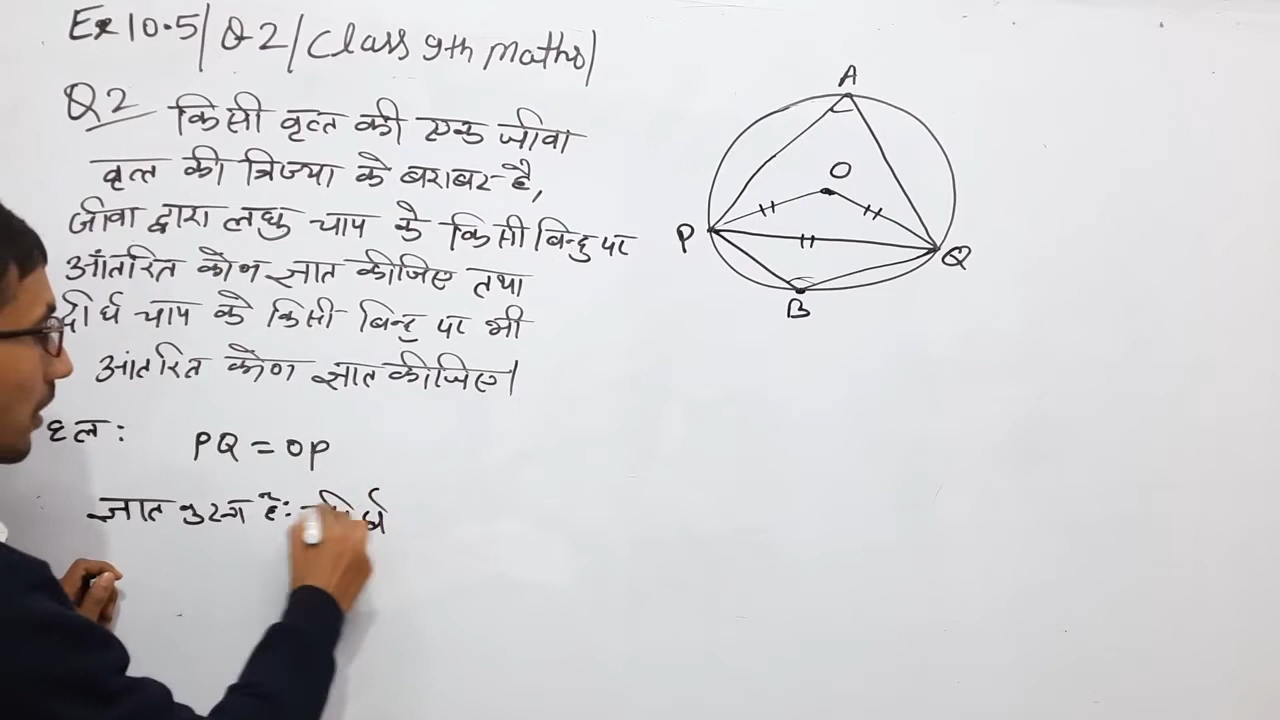 Ex 10.5/Q2/Class 9th Maths/
Q2 किसी वृत्त की एक जीवा
वृत्त की त्रिज्या के बराबर है,
जीवा द्वारा लघु चाप के किसी बिन्दु पर
आंतरित कोण ज्ञात कीजिए तथा
दीर्घ चाप के किसी बिन्दु पर भी
आंतरित कोण ज्ञात कीजिए।
हल:
PQ = OP
ज्ञात करना है:
A
O
P
Q
B